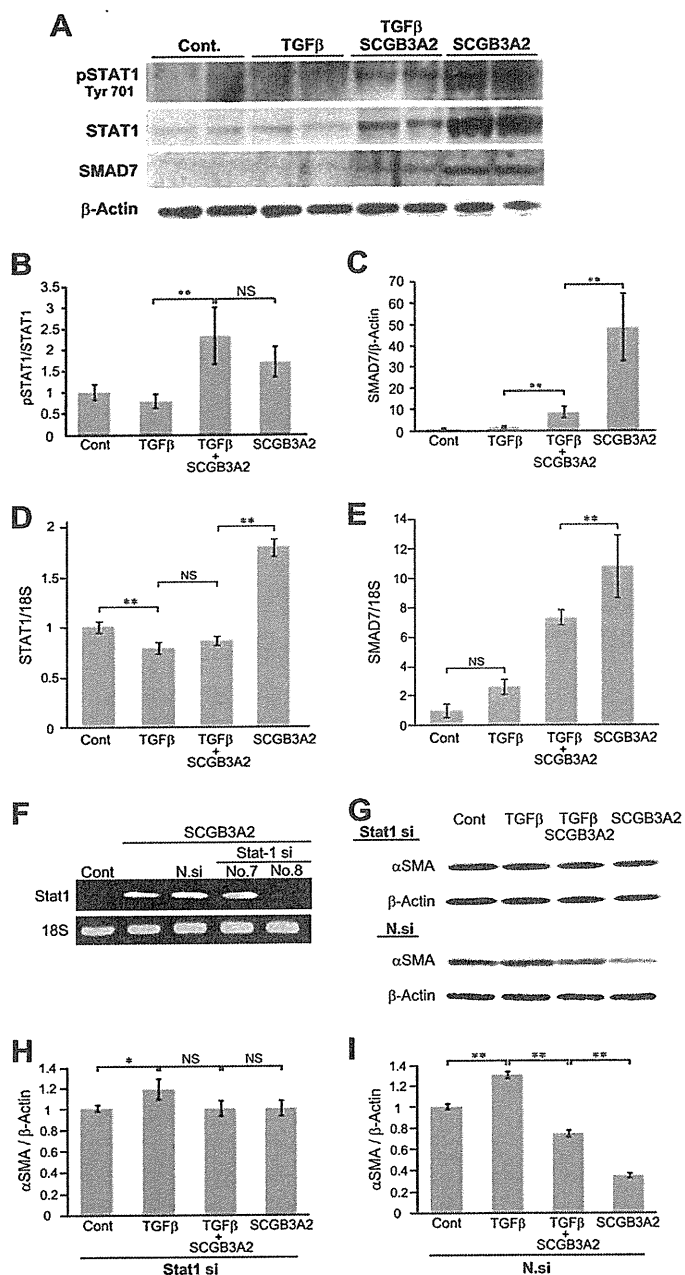 A
Cont.
TGFβ
TGFβ
SCGB3A2
SCGB3A2
pSTAT1
Tyr 701
STAT1
SMAD7
β-Actin
B
pSTAT1/STAT1
3.5
3
2.5
2
1.5
1
0.5
0
**
NS
Cont
TGFβ
TGFβ
+
SCGB3A2
SCGB3A2
C
SMAD7/β-Actin
70
60
50
40
30
20
10
0
**
**
Cont
TGFβ
TGFβ
+
SCGB3A2
SCGB3A2
D
STAT1/18S
2
1.5
1
0.5
0
**
NS
**
Cont
TGFβ
TGFβ
+
SCGB3A2
SCGB3A2
E
SMAD7/18S
14
12
10
8
6
4
2
0
NS
**
Cont
TGFβ
TGFβ
+
SCGB3A2
SCGB3A2
F
SCGB3A2
Stat-1 si
Cont
N.si
No.7
No.8
Stat1
18S
G
Cont
TGFβ
TGFβ
SCGB3A2
SCGB3A2
Stat1 si
αSMA
β-Actin
N.si
αSMA
β-Actin
H
αSMA / β-Actin
1.4
1.2
1
0.8
0.6
0.4
0.2
0
*
NS
NS
Cont
TGFβ
TGFβ
+
SCGB3A2
SCGB3A2
Stat1 si
I
αSMA / β-Actin
1.4
1.2
1
0.8
0.6
0.4
0.2
0
**
**
**
Cont
TGFβ
TGFβ
+
SCGB3A2
SCGB3A2
N.si